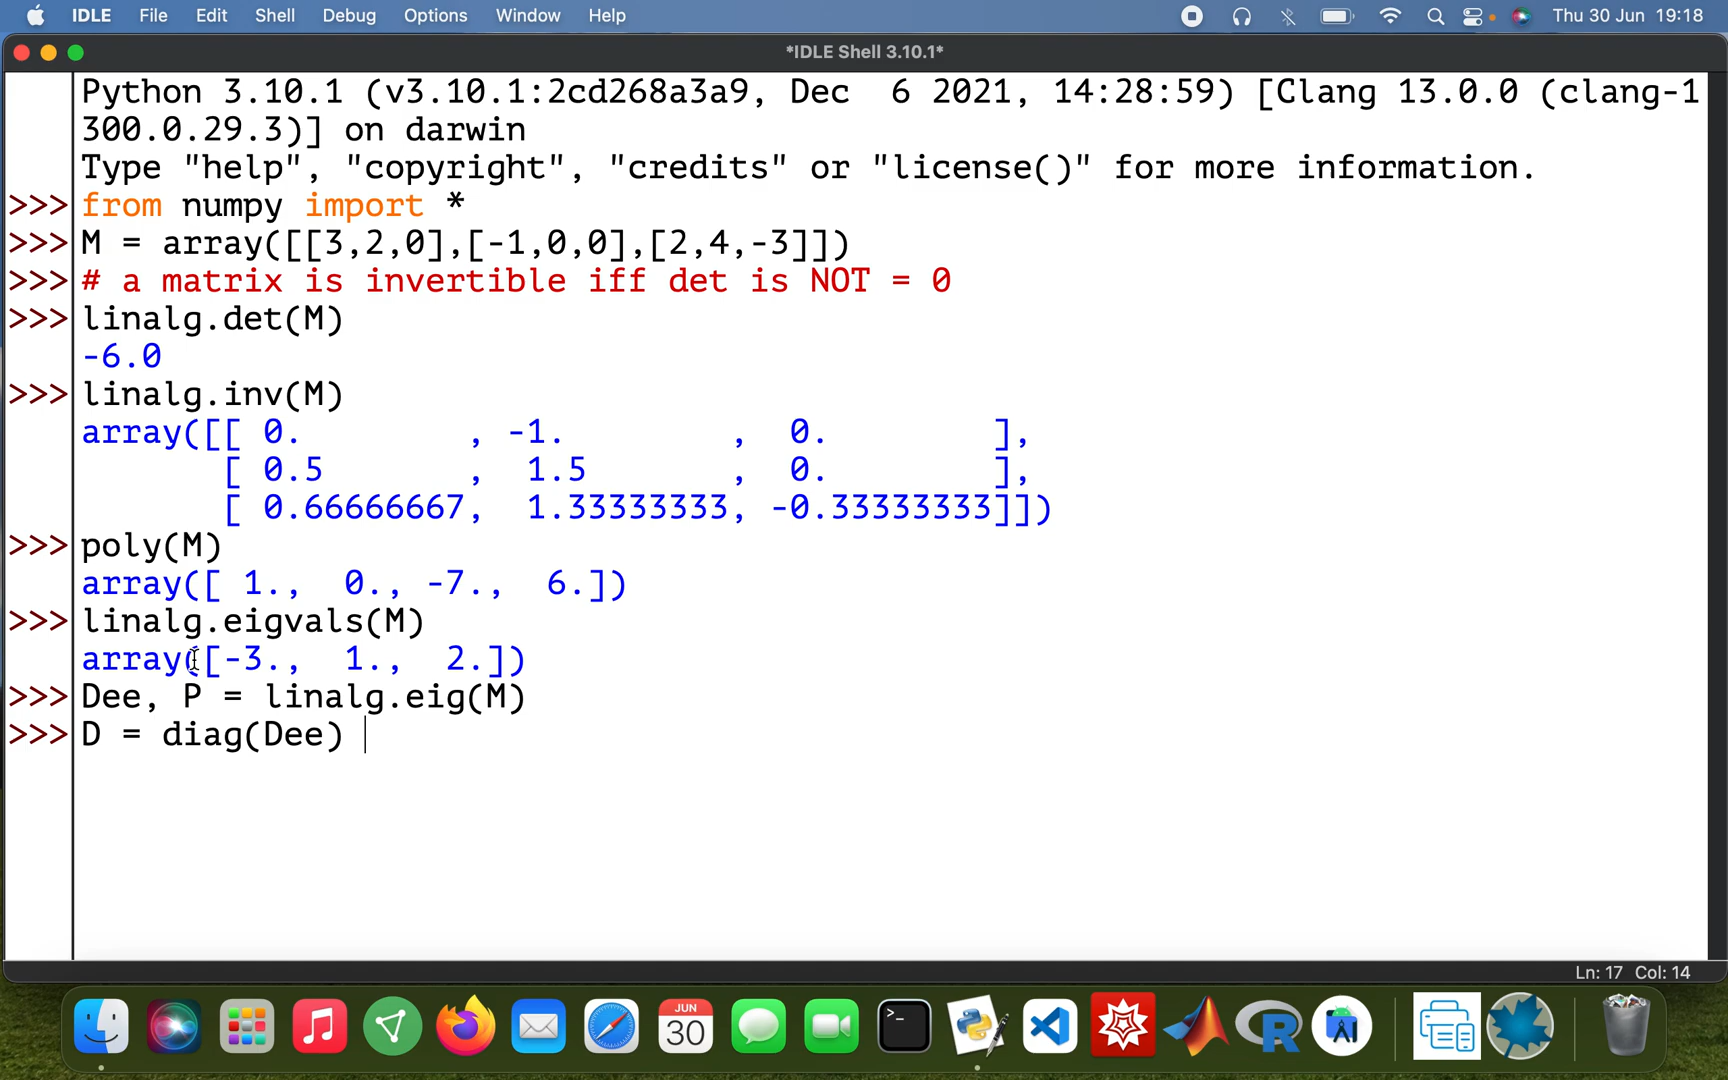 IDLE File Edit Shell Debug Options Window Help Thu 30 Jun 19:18
*IDLE Shell 3.10.1*
Python 3.10.1 (v3.10.1:2cd268a3a9, Dec  6 2021, 14:28:59) [Clang 13.0.0 (clang-1
300.0.29.3)] on darwin
Type "help", "copyright", "credits" or "license()" for more information.
>>> from numpy import *
>>> M = array([[3,2,0],[-1,0,0],[2,4,-3]])
>>> # a matrix is invertible iff det is NOT = 0
>>> linalg.det(M)
-6.0
>>> linalg.inv(M)
array([[ 0.        , -1.        ,  0.        ],
       [ 0.5       ,  1.5       ,  0.        ],
       [ 0.66666667,  1.33333333, -0.33333333]])
>>> poly(M)
array([ 1.,  0., -7.,  6.])
>>> linalg.eigvals(M)
array([-3.,  1.,  2.])
>>> Dee, P = linalg.eig(M)
>>> D = diag(Dee)
Ln: 17 Col: 14
JUN
30
>_
R